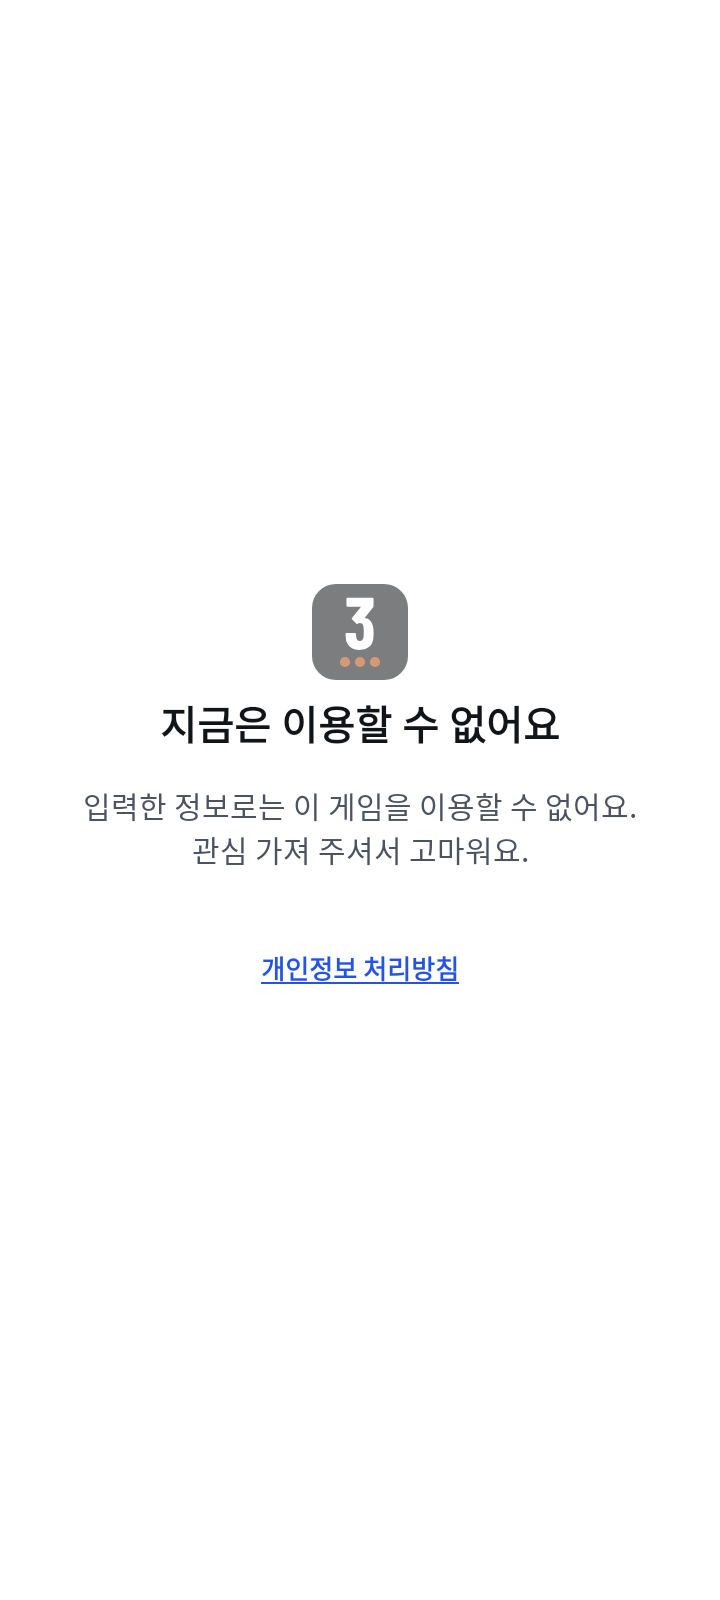 3
지금은 이용할 수 없어요
입력한 정보로는 이 게임을 이용할 수 없어요.
관심 가져 주셔서 고마워요.
개인정보 처리방침